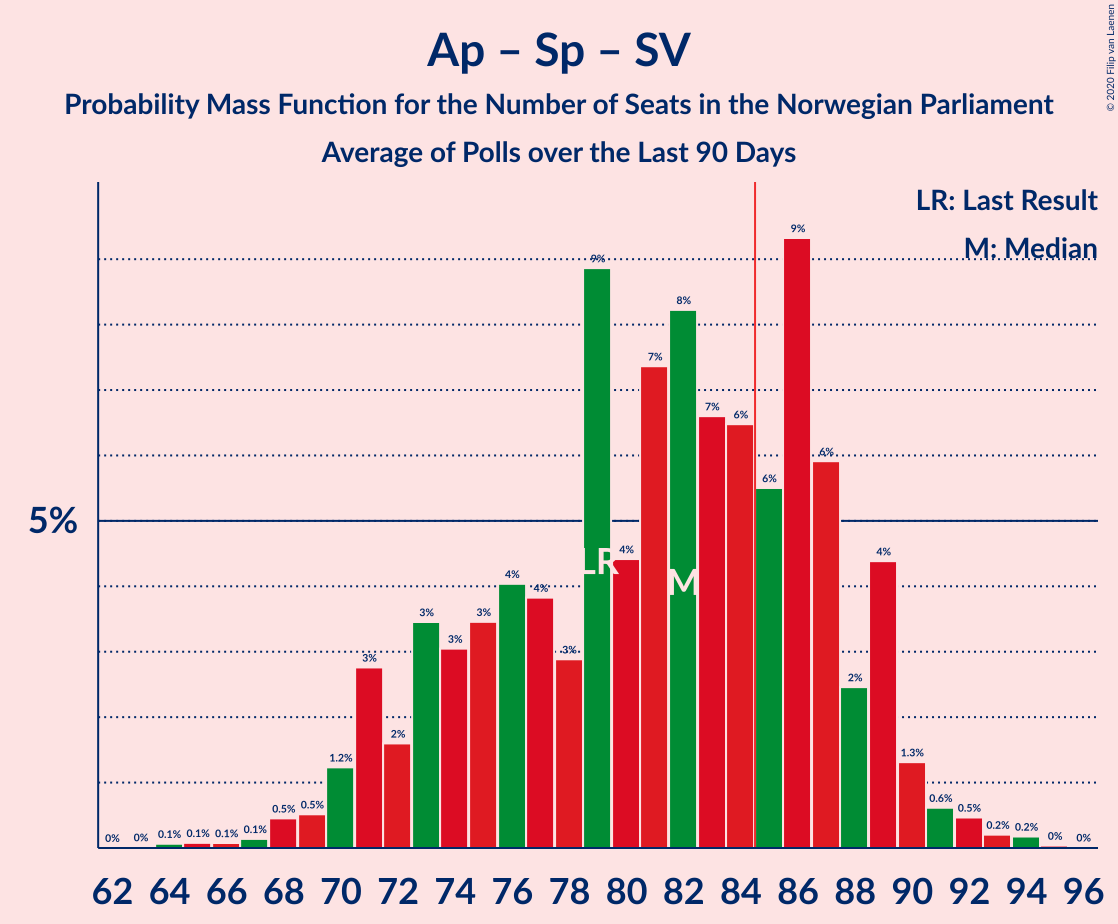 Ap – Sp – SV
Probability Mass Function for the Number of Seats in the Norwegian Parliament
Average of Polls over the Last 90 Days
© 2020 Filip van Laenen
LR: Last Result
M: Median
5%
0% 0% 0.1% 0.1% 0.1% 0.1% 0.5% 0.5% 1.2% 3% 2% 3% 3% 3% 4% 4% 3% 9% 4% 7% 8% 7% 6% 6% 9% 6% 2% 4% 1.3% 0.6% 0.5% 0.2% 0.2% 0% 0%
LR
M
62 64 66 68 70 72 74 76 78 80 82 84 86 88 90 92 94 96